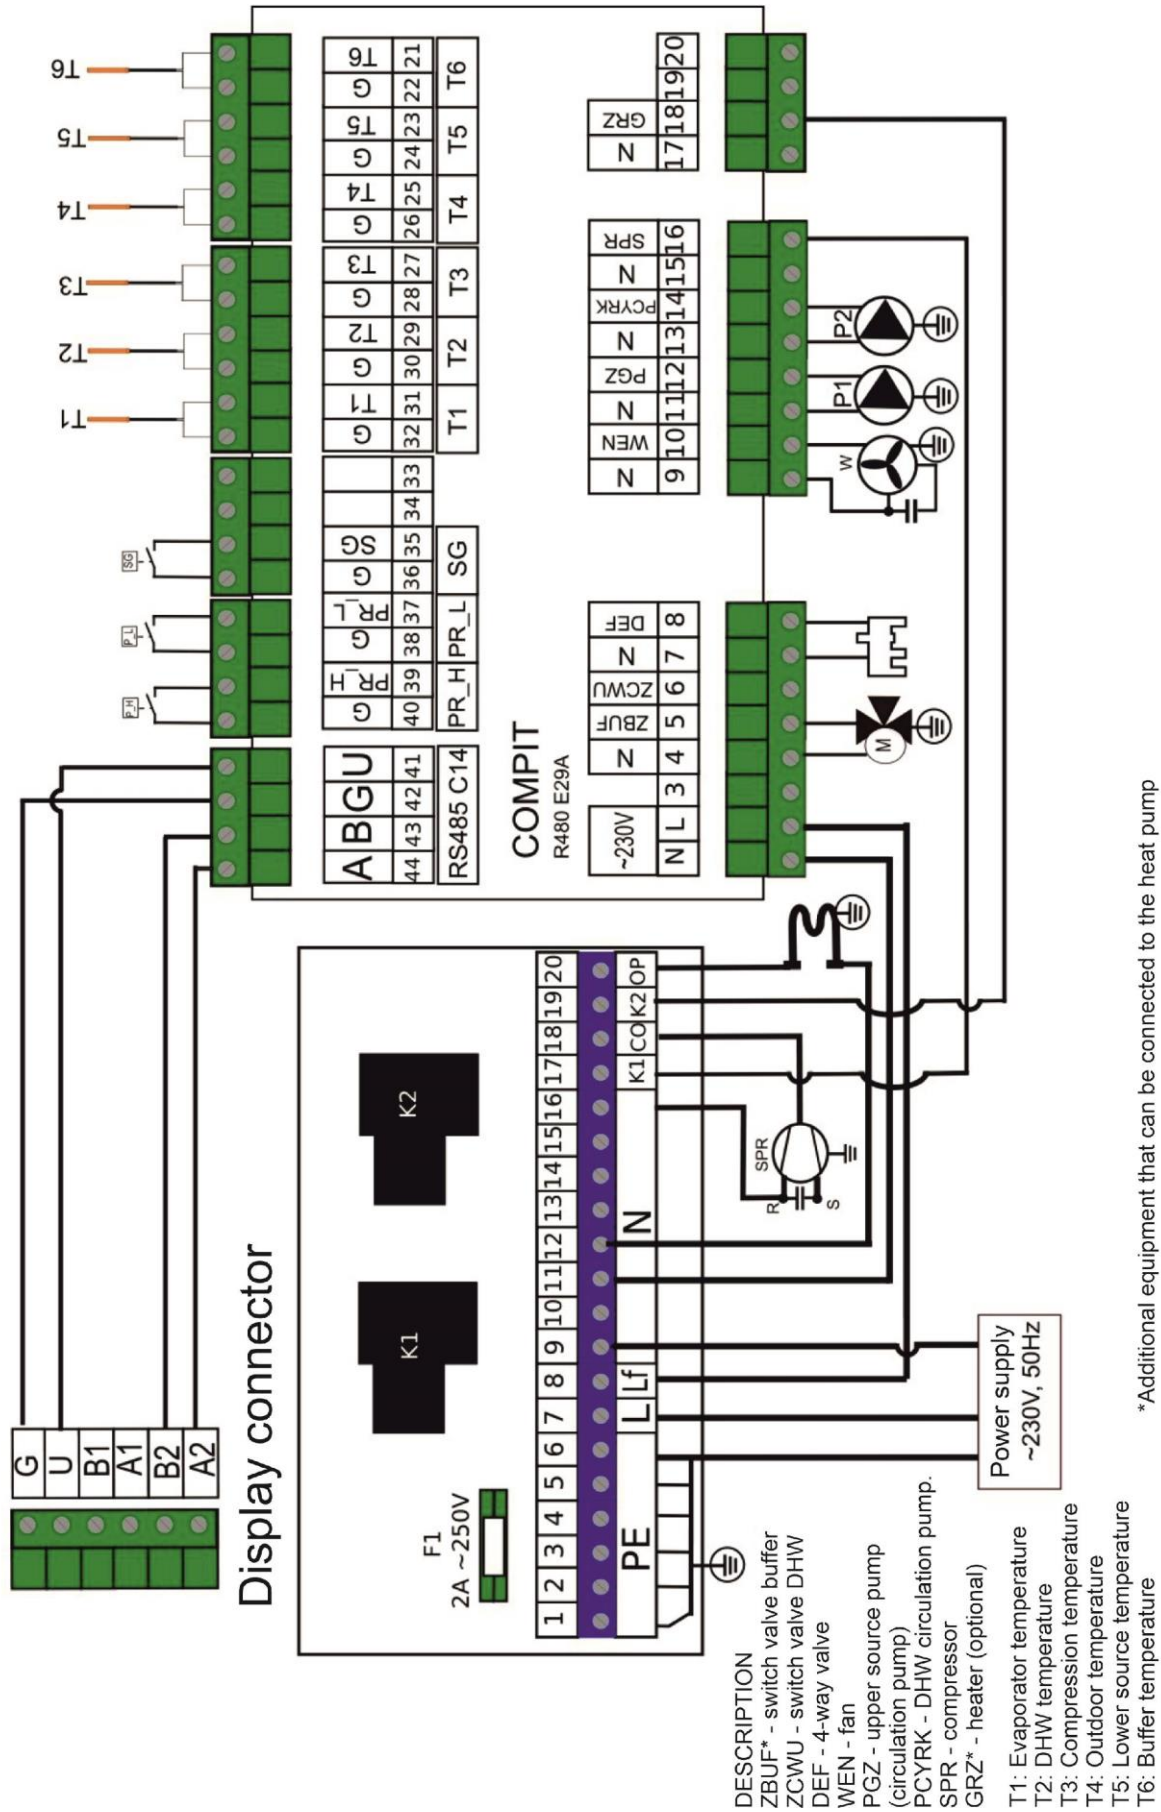 T6
T5
T4
T3
T2
T1
SG
P_L
P_H
T6 G T5 G T4 G T3 G T2 G T1 G
21 22 23 24 25 26 27 28 29 30 31 32 33 34 35 36 37 38 39 40 41 42 43 44
SG G PR_L G PR_H G
U G B A
T6 T5 T4 T3 T2 T1 SG PR_L PR_H RS485 C14
COMPIT
R480 E29A
~230V N ZBUF ZCWU N DEF
N L 3 4 5 6 7 8
N WEN N PGZ N PCYRK N SPR
9 10 11 12 13 14 15 16
N GRZ
17 18 19 20
P2
P1
W
M
G
U
B1
A1
B2
A2
Display connector
K2
K1
F1
2A ~250V
1 2 3 4 5 6 7 8 9 10 11 12 13 14 15 16 17 18 19 20
PE L Lf N K1 CO K2 OP
SPR
R
S
Power supply
~230V, 50Hz
DESCRIPTION
ZBUF* - switch valve buffer
ZCWU - switch valve DHW
DEF - 4-way valve
WEN - fan
PGZ - upper source pump
(circulation pump)
PCYRK - DHW circulation pump.
SPR - compressor
GRZ* - heater (optional)
T1: Evaporator temperature
T2: DHW temperature
T3: Compression temperature
T4: Outdoor temperature
T5: Lower source temperature
T6: Buffer temperature
*Additional equipment that can be connected to the heat pump